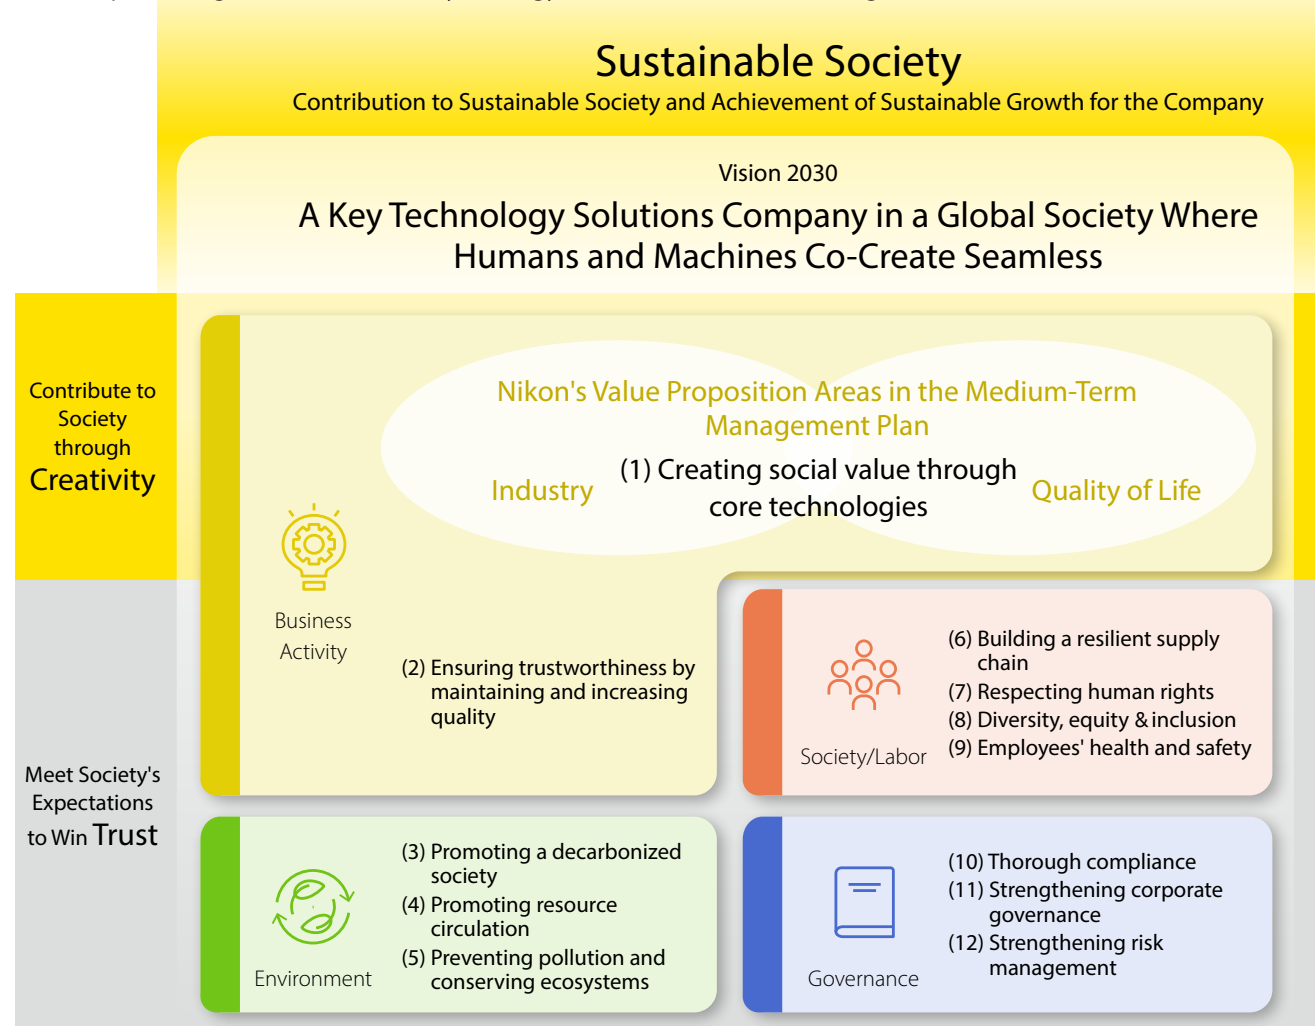 Sustainable Society
Contribution to Sustainable Society and Achievement of Sustainable Growth for the Company
Vision 2030
A Key Technology Solutions Company in a Global Society Where
Humans and Machines Co-Create Seamless
Contribute to
Society
through
Creativity
Nikon's Value Proposition Areas in the Medium-Term
Management Plan
Industry
(1) Creating social value through
core technologies
Quality of Life
Business
Activity
(2) Ensuring trustworthiness by
maintaining and increasing
quality
Society/Labor
(6) Building a resilient supply
chain
(7) Respecting human rights
(8) Diversity, equity & inclusion
(9) Employees' health and safety
Meet Society's
Expectations
to Win Trust
Environment
(3) Promoting a decarbonized
society
(4) Promoting resource
circulation
(5) Preventing pollution and
conserving ecosystems
Governance
(10) Thorough compliance
(11) Strengthening corporate
governance
(12) Strengthening risk
management